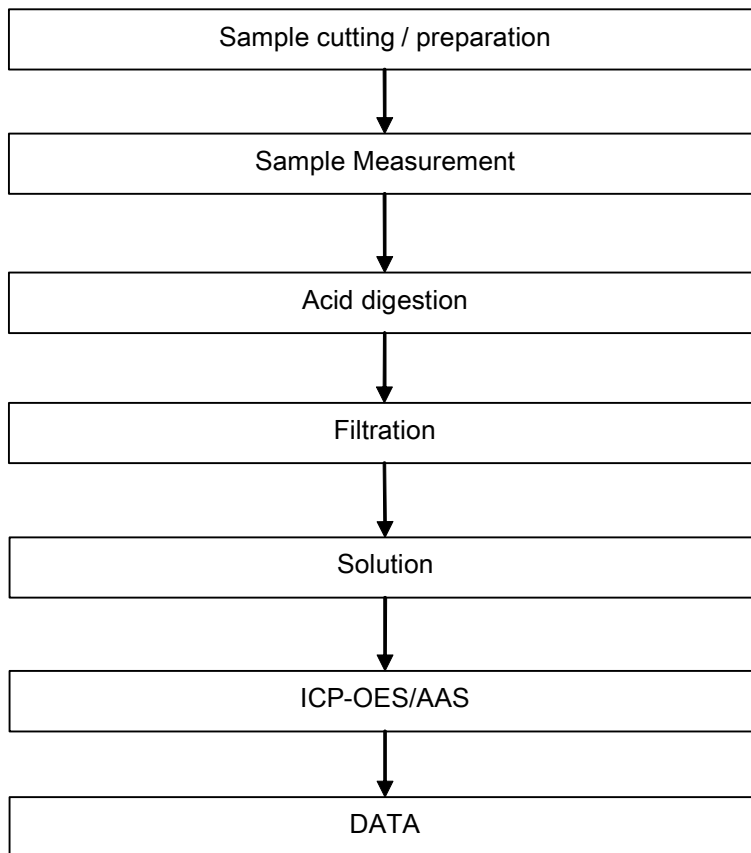 Sample cutting / preparation
Sample Measurement
Acid digestion
Filtration
Solution
ICP-OES/AAS
DATA